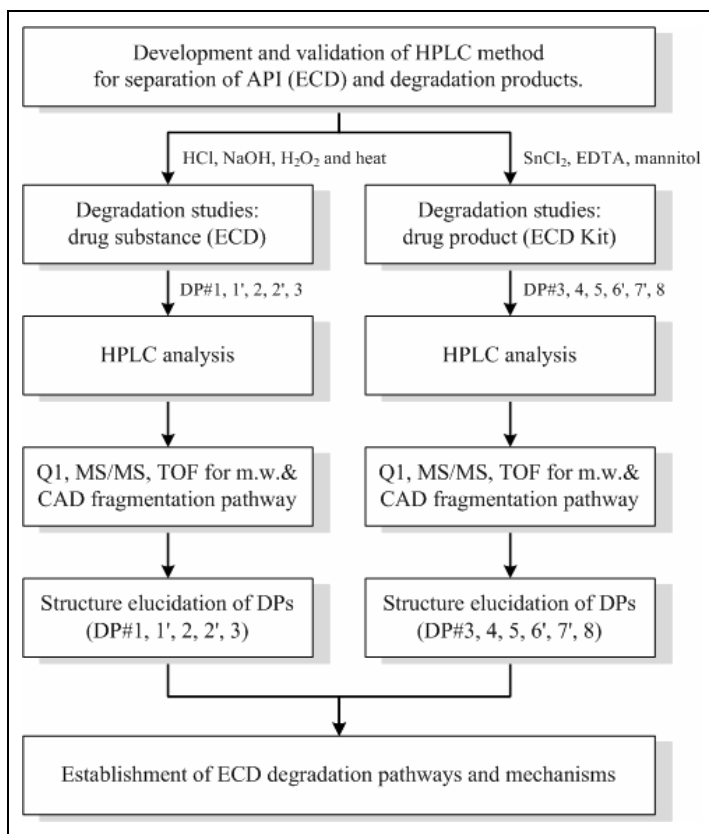 Development and validation of HPLC method
for separation of API (ECD) and degradation products.
HCl, NaOH, H₂O₂ and heat
SnCl₂, EDTA, mannitol
Degradation studies:
drug substance (ECD)
Degradation studies:
drug product (ECD Kit)
DP#1, 1', 2, 2', 3
DP#3, 4, 5, 6', 7', 8
HPLC analysis
HPLC analysis
Q1, MS/MS, TOF for m.w.&
CAD fragmentation pathway
Q1, MS/MS, TOF for m.w.&
CAD fragmentation pathway
Structure elucidation of DPs
(DP#1, 1', 2, 2', 3)
Structure elucidation of DPs
(DP#3, 4, 5, 6', 7', 8)
Establishment of ECD degradation pathways and mechanisms